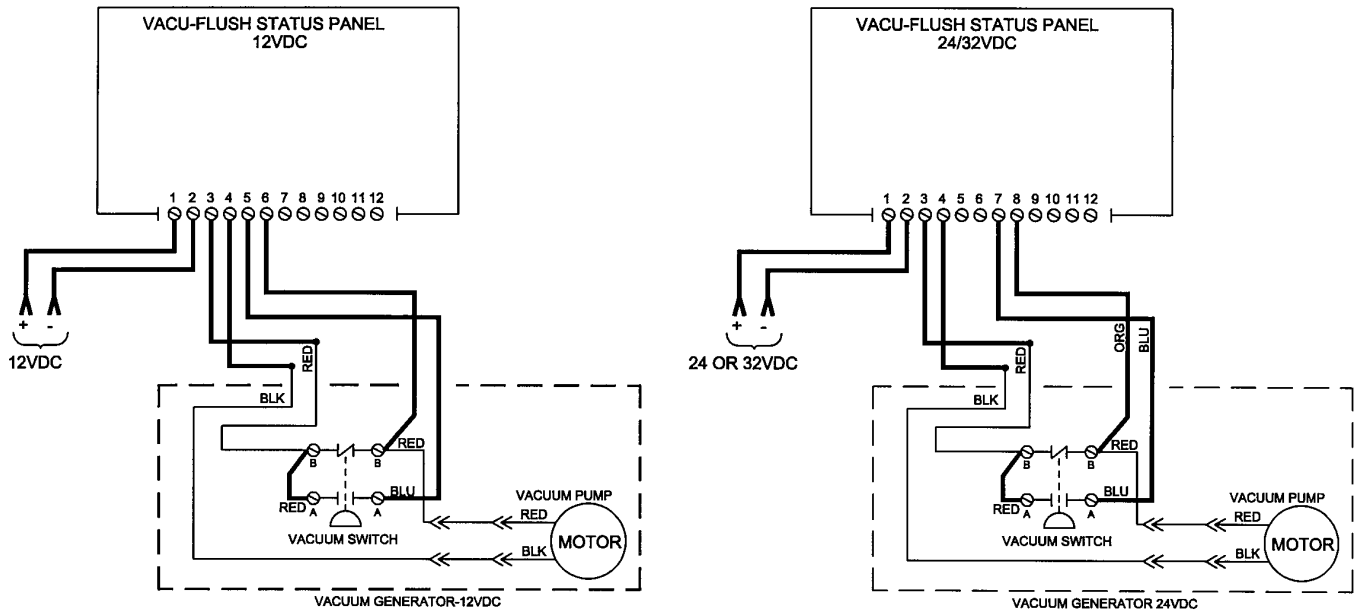 VACU-FLUSH STATUS PANEL
12VDC
1 2 3 4 5 6 7 8 9 10 11 12
+ -
12VDC
RED
BLK
RED
B B
BLU
RED A A
VACUUM SWITCH
VACUUM PUMP
RED
MOTOR
BLK
VACUUM GENERATOR-12VDC
VACU-FLUSH STATUS PANEL
24/32VDC
1 2 3 4 5 6 7 8 9 10 11 12
+ -
24 OR 32VDC
ORG
BLU
RED
BLK
RED
B B
BLU
RED A A
VACUUM SWITCH
VACUUM PUMP
RED
MOTOR
BLK
VACUUM GENERATOR 24VDC